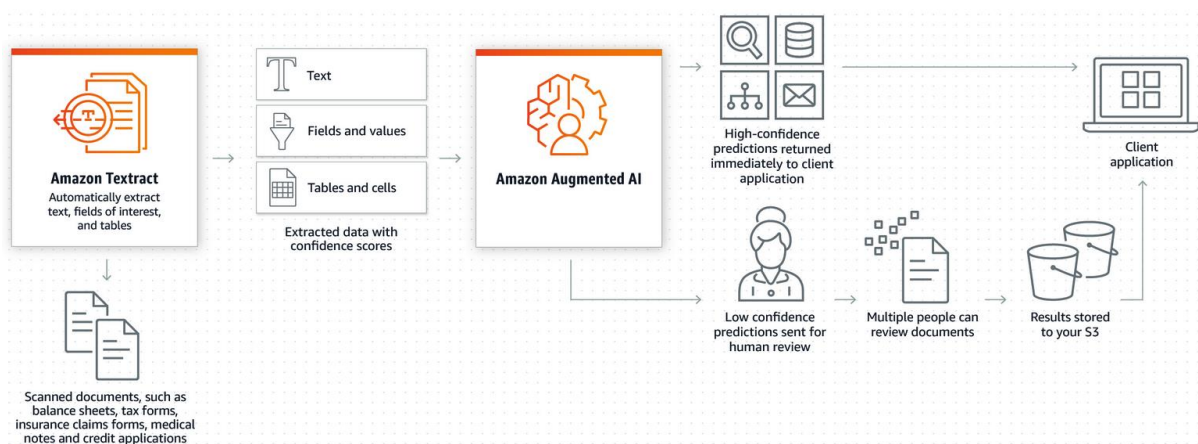 Amazon Textract
Automatically extract
text, fields of interest,
and tables
Scanned documents, such as
balance sheets, tax forms,
insurance claims forms, medical
notes and credit applications
T Text
Fields and values
Tables and cells
Extracted data with
confidence scores
Amazon Augmented AI
High-confidence
predictions returned
immediately to client
application
Client
application
Low confidence
predictions sent for
human review
Multiple people can
review documents
Results stored
to your S3